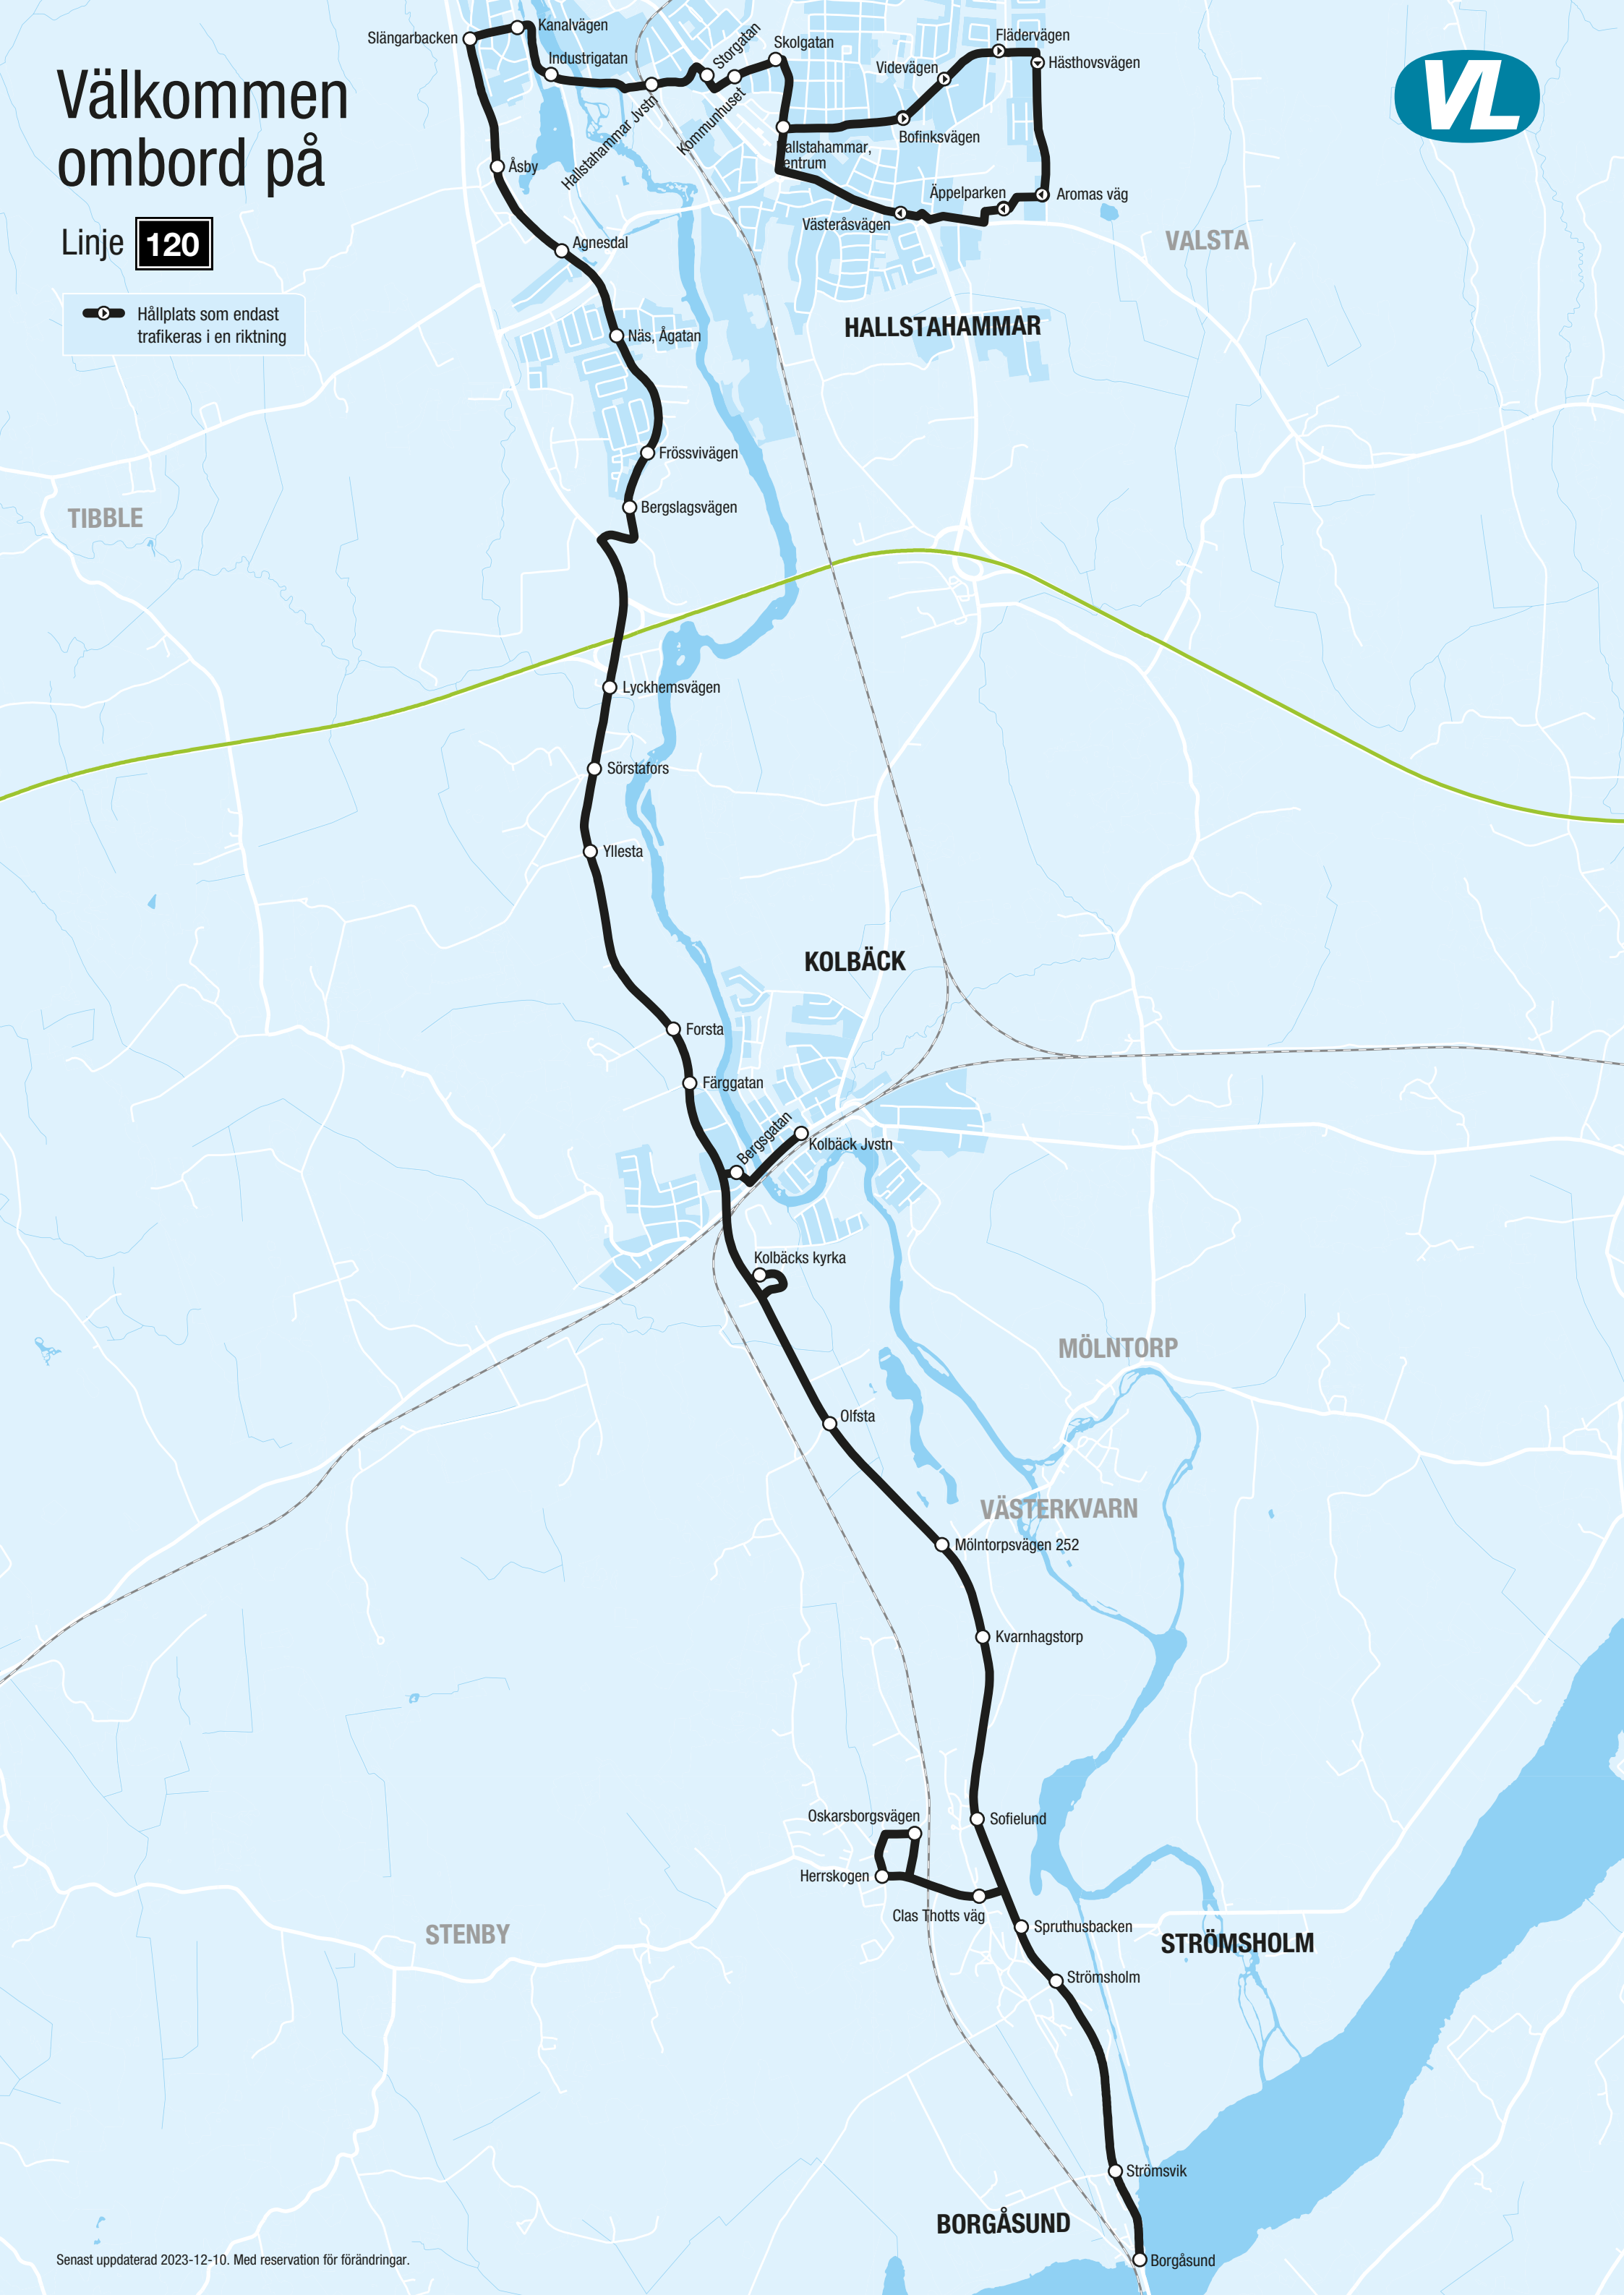 Välkommen
ombord på
Linje 120
Hållplats som endast
trafikeras i en riktning
VL
Slängarbacken
Kanalvägen
Industrigatan
Hallstahammar Jvstn
Storgatan
Kommunhuset
Skolgatan
Flädervägen
Videvägen
Hästhovsvägen
Bofinksvägen
allstahammar,
entrum
Åsby
Äppelparken
Aromas väg
Västeråsvägen
VALSTA
Agnesdal
HALLSTAHAMMAR
Näs, Ågatan
Frössvivägen
Bergslagsvägen
TIBBLE
Lyckhemsvägen
Sörstafors
Yllesta
KOLBÄCK
Forsta
Färggatan
Bergsgatan
Kolbäck Jvstn
Kolbäcks kyrka
MÖLNTORP
Olfsta
VÄSTERKVARN
Mölntorpsvägen 252
Kvarnhagstorp
Oskarsborgsvägen
Sofielund
Herrskogen
Clas Thotts väg
Spruthusbacken
STENBY
STRÖMSHOLM
Strömsholm
Strömsvik
BORGÅSUND
Borgåsund
Senast uppdaterad 2023-12-10. Med reservation för förändringar.